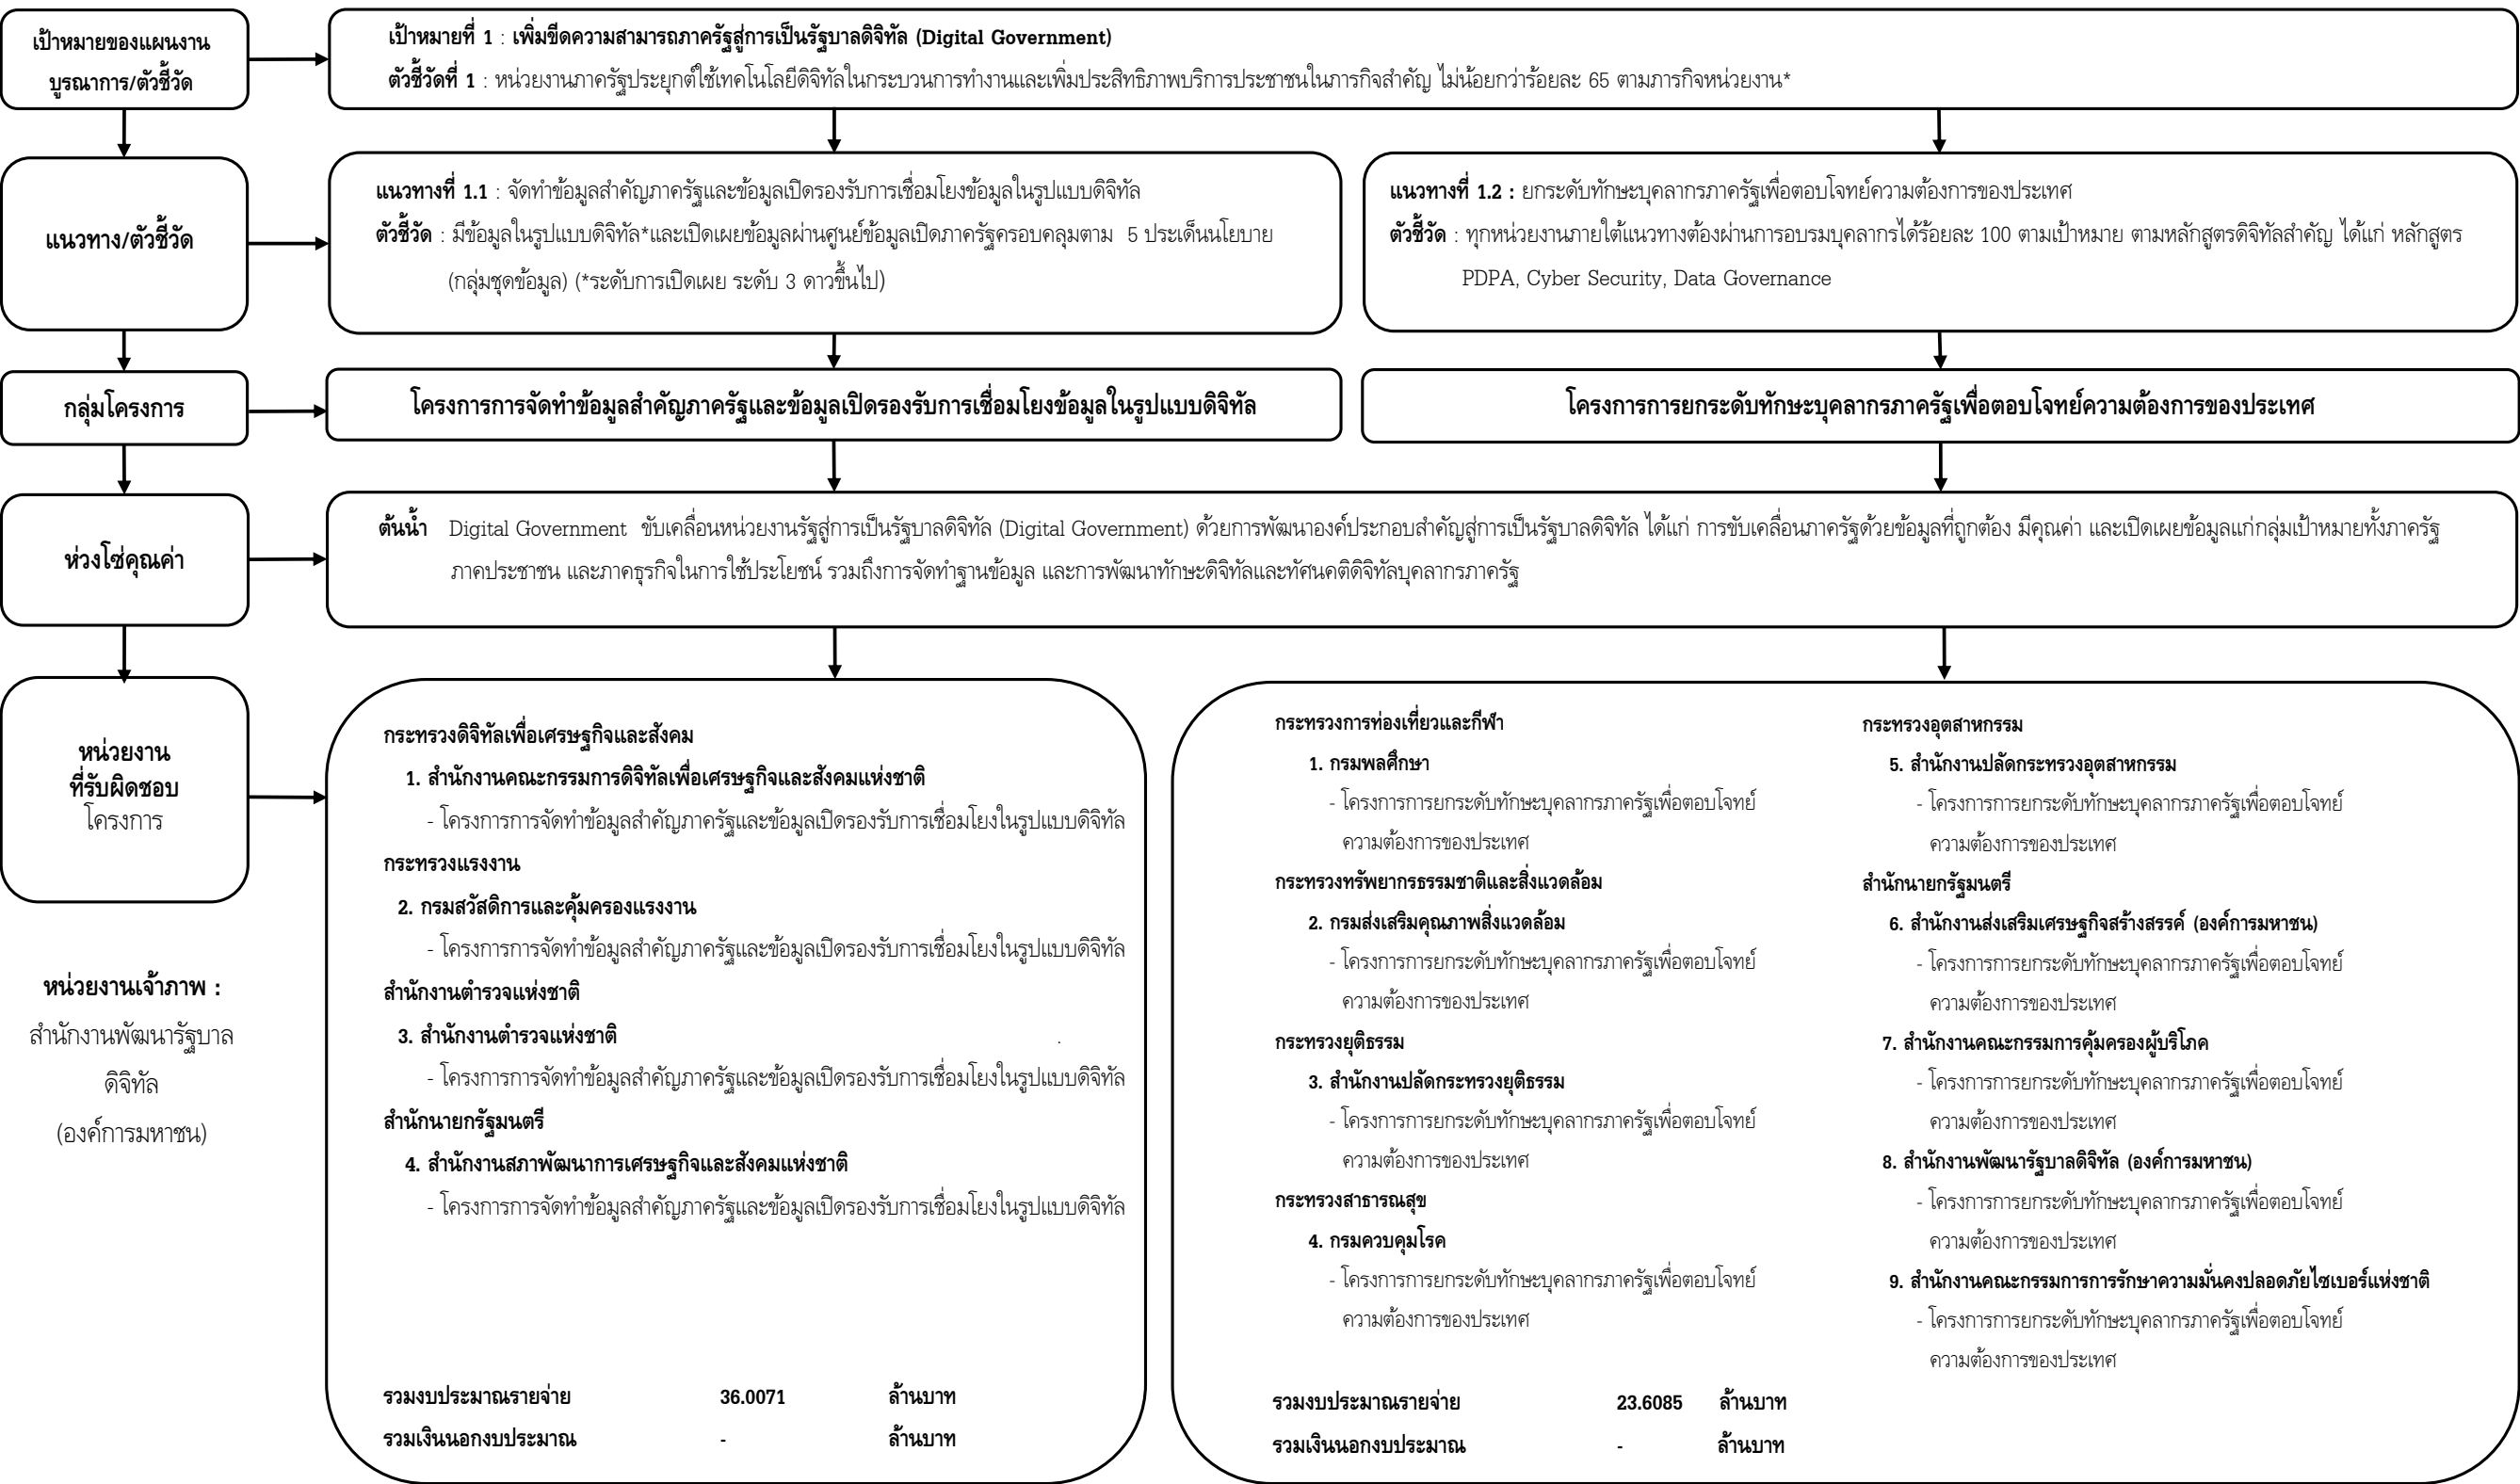 เป้าหมายของแผนงาน
บูรณาการ/ตัวชี้วัด
เป้าหมายที่ 1 : เพิ่มขีดความสามารถภาครัฐสู่การเป็นรัฐบาลดิจิทัล (Digital Government)
ตัวชี้วัดที่ 1 : หน่วยงานภาครัฐประยุกต์ใช้เทคโนโลยีดิจิทัลในกระบวนการทำงานและเพิ่มประสิทธิภาพบริการประชาชนในภารกิจสำคัญ ไม่น้อยกว่าร้อยละ 65 ตามภารกิจหน่วยงาน*
แนวทาง/ตัวชี้วัด
แนวทางที่ 1.1 : จัดทำข้อมูลสำคัญภาครัฐและข้อมูลเปิดรองรับการเชื่อมโยงข้อมูลในรูปแบบดิจิทัล
ตัวชี้วัด : มีข้อมูลในรูปแบบดิจิทัล*และเปิดเผยข้อมูลผ่านศูนย์ข้อมูลเปิดภาครัฐครอบคลุมตาม 5 ประเด็นนโยบาย
(กลุ่มชุดข้อมูล) (*ระดับการเปิดเผย ระดับ 3 ดาวขึ้นไป)
แนวทางที่ 1.2 : ยกระดับทักษะบุคลากรภาครัฐเพื่อตอบโจทย์ความต้องการของประเทศ
ตัวชี้วัด : ทุกหน่วยงานภายใต้แนวทางต้องผ่านการอบรมบุคลากรได้ร้อยละ 100 ตามเป้าหมาย ตามหลักสูตรดิจิทัลสำคัญ ได้แก่ หลักสูตร
PDPA, Cyber Security, Data Governance
กลุ่มโครงการ
โครงการการจัดทำข้อมูลสำคัญภาครัฐและข้อมูลเปิดรองรับการเชื่อมโยงข้อมูลในรูปแบบดิจิทัล
โครงการการยกระดับทักษะบุคลากรภาครัฐเพื่อตอบโจทย์ความต้องการของประเทศ
ห่วงโซ่คุณค่า
ต้นน้ำ Digital Government ขับเคลื่อนหน่วยงานรัฐสู่การเป็นรัฐบาลดิจิทัล (Digital Government) ด้วยการพัฒนาองค์ประกอบสำคัญสู่การเป็นรัฐบาลดิจิทัล ได้แก่ การขับเคลื่อนภาครัฐด้วยข้อมูลที่ถูกต้อง มีคุณค่า และเปิดเผยข้อมูลแก่กลุ่มเป้าหมายทั้งภาครัฐ
ภาคประชาชน และภาคธุรกิจในการใช้ประโยชน์ รวมถึงการจัดทำฐานข้อมูล และการพัฒนาทักษะดิจิทัลและทัศนคติดิจิทัลบุคลากรภาครัฐ
หน่วยงาน
ที่รับผิดชอบ
โครงการ
หน่วยงานเจ้าภาพ :
สำนักงานพัฒนารัฐบาล
ดิจิทัล
(องค์การมหาชน)
กระทรวงดิจิทัลเพื่อเศรษฐกิจและสังคม
1. สำนักงานคณะกรรมการดิจิทัลเพื่อเศรษฐกิจและสังคมแห่งชาติ
- โครงการการจัดทำข้อมูลสำคัญภาครัฐและข้อมูลเปิดรองรับการเชื่อมโยงในรูปแบบดิจิทัล
กระทรวงแรงงาน
2. กรมสวัสดิการและคุ้มครองแรงงาน
- โครงการการจัดทำข้อมูลสำคัญภาครัฐและข้อมูลเปิดรองรับการเชื่อมโยงในรูปแบบดิจิทัล
สำนักงานตำรวจแห่งชาติ
3. สำนักงานตำรวจแห่งชาติ
- โครงการการจัดทำข้อมูลสำคัญภาครัฐและข้อมูลเปิดรองรับการเชื่อมโยงในรูปแบบดิจิทัล
สำนักนายกรัฐมนตรี
4. สำนักงานสภาพัฒนาการเศรษฐกิจและสังคมแห่งชาติ
- โครงการการจัดทำข้อมูลสำคัญภาครัฐและข้อมูลเปิดรองรับการเชื่อมโยงในรูปแบบดิจิทัล
รวมงบประมาณรายจ่าย 36.0071 ล้านบาท
รวมเงินนอกงบประมาณ - ล้านบาท
กระทรวงการท่องเที่ยวและกีฬา
1. กรมพลศึกษา
- โครงการการยกระดับทักษะบุคลากรภาครัฐเพื่อตอบโจทย์
ความต้องการของประเทศ
กระทรวงทรัพยากรธรรมชาติและสิ่งแวดล้อม
2. กรมส่งเสริมคุณภาพสิ่งแวดล้อม
- โครงการการยกระดับทักษะบุคลากรภาครัฐเพื่อตอบโจทย์
ความต้องการของประเทศ
กระทรวงยุติธรรม
3. สำนักงานปลัดกระทรวงยุติธรรม
- โครงการการยกระดับทักษะบุคลากรภาครัฐเพื่อตอบโจทย์
ความต้องการของประเทศ
กระทรวงสาธารณสุข
4. กรมควบคุมโรค
- โครงการการยกระดับทักษะบุคลากรภาครัฐเพื่อตอบโจทย์
ความต้องการของประเทศ
กระทรวงอุตสาหกรรม
5. สำนักงานปลัดกระทรวงอุตสาหกรรม
- โครงการการยกระดับทักษะบุคลากรภาครัฐเพื่อตอบโจทย์
ความต้องการของประเทศ
สำนักนายกรัฐมนตรี
6. สำนักงานส่งเสริมเศรษฐกิจสร้างสรรค์ (องค์การมหาชน)
- โครงการการยกระดับทักษะบุคลากรภาครัฐเพื่อตอบโจทย์
ความต้องการของประเทศ
7. สำนักงานคณะกรรมการคุ้มครองผู้บริโภค
- โครงการการยกระดับทักษะบุคลากรภาครัฐเพื่อตอบโจทย์
ความต้องการของประเทศ
8. สำนักงานพัฒนารัฐบาลดิจิทัล (องค์การมหาชน)
- โครงการการยกระดับทักษะบุคลากรภาครัฐเพื่อตอบโจทย์
ความต้องการของประเทศ
9. สำนักงานคณะกรรมการการรักษาความมั่นคงปลอดภัยไซเบอร์แห่งชาติ
- โครงการการยกระดับทักษะบุคลากรภาครัฐเพื่อตอบโจทย์
ความต้องการของประเทศ
รวมงบประมาณรายจ่าย 23.6085 ล้านบาท
รวมเงินนอกงบประมาณ - ล้านบาท